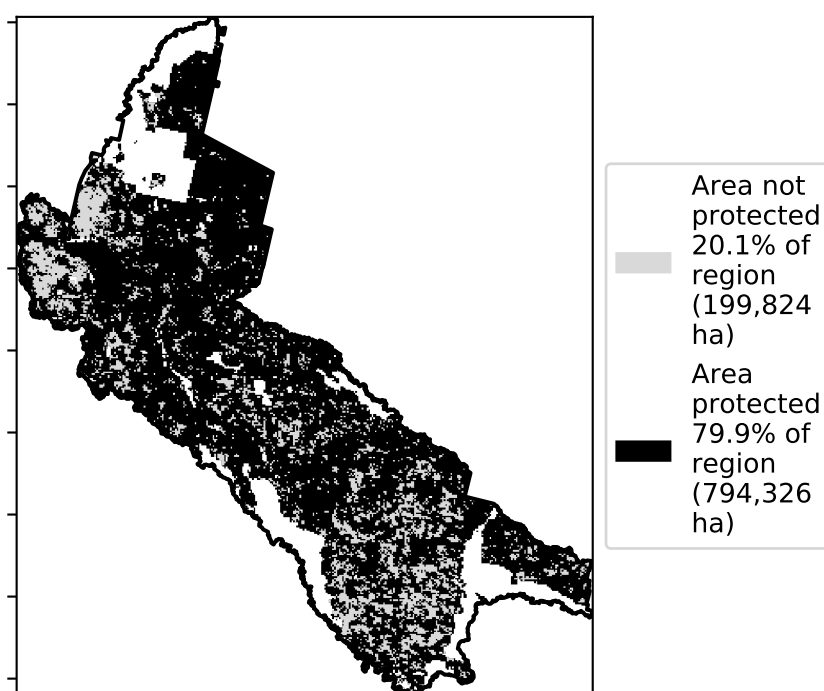 Area not
protected
20.1% of
region
(199,824
ha)
Area
protected
79.9% of
region
(794,326
ha)